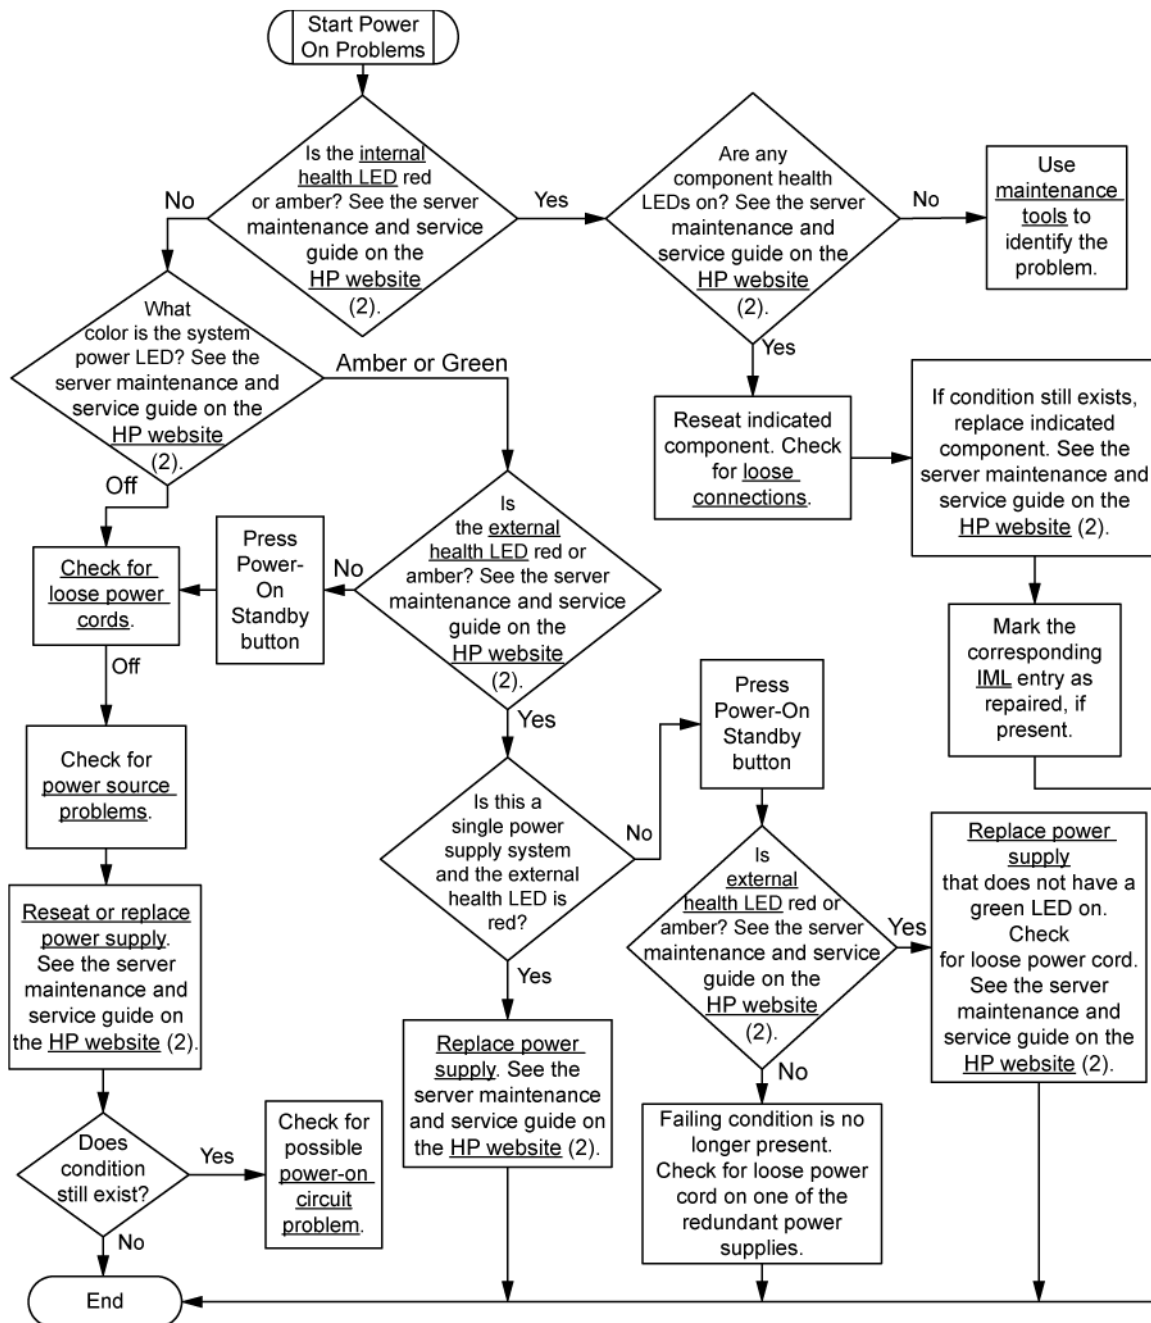 Start Power
On Problems
Is the internal
health LED red
or amber? See the server
maintenance and service
guide on the
HP website
(2).
No
Yes
Are any
component health
LEDs on? See the server
maintenance and
service guide on the
HP website
(2).
No
Use
maintenance
tools to
identify the
problem.
Yes
What
color is the system
power LED? See the
server maintenance and
service guide on the
HP website
(2).
Amber or Green
Off
Reseat indicated
component. Check
for loose
connections.
If condition still exists,
replace indicated
component. See the
server maintenance and
service guide on the
HP website (2).
Check for
loose power
cords.
Press
Power-
On
Standby
button
No
Is
the external
health LED red or
amber? See the server
maintenance and service
guide on the
HP website
(2).
Mark the
corresponding
IML entry as
repaired, if
present.
Off
Yes
Press
Power-On
Standby
button
Check for
power source
problems.
Is this a
single power
supply system
and the external
health LED is
red?
No
Is
external
health LED red or
amber? See the server
maintenance and service
guide on the
HP website
(2).
Yes
Replace power
supply
that does not have a
green LED on.
Check
for loose power cord.
See the server
maintenance and
service guide on the
HP website (2).
Reseat or replace
power supply.
See the server
maintenance and
service guide on
the HP website (2).
Yes
Replace power
supply. See the
server maintenance
and service guide on
the HP website (2).
No
Failing condition is no
longer present.
Check for loose power
cord on one of the
redundant power
supplies.
Does
condition
still exist?
Yes
Check for
possible
power-on
circuit
problem.
No
End